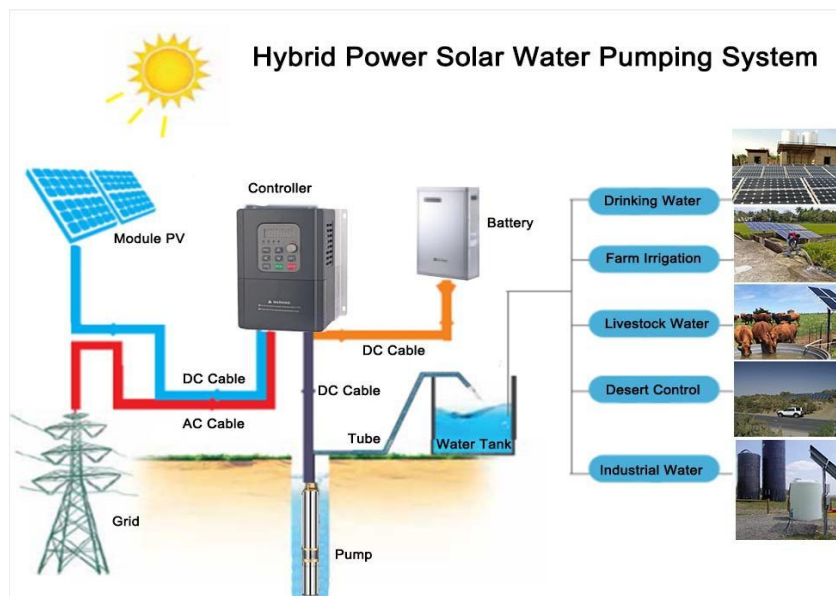 Hybrid Power Solar Water Pumping System
Controller
Module PV
Battery
DC Cable
AC Cable
DC Cable
DC Cable
Tube
Water Tank
Grid
Pump
Drinking Water
Farm Irrigation
Livestock Water
Desert Control
Industrial Water